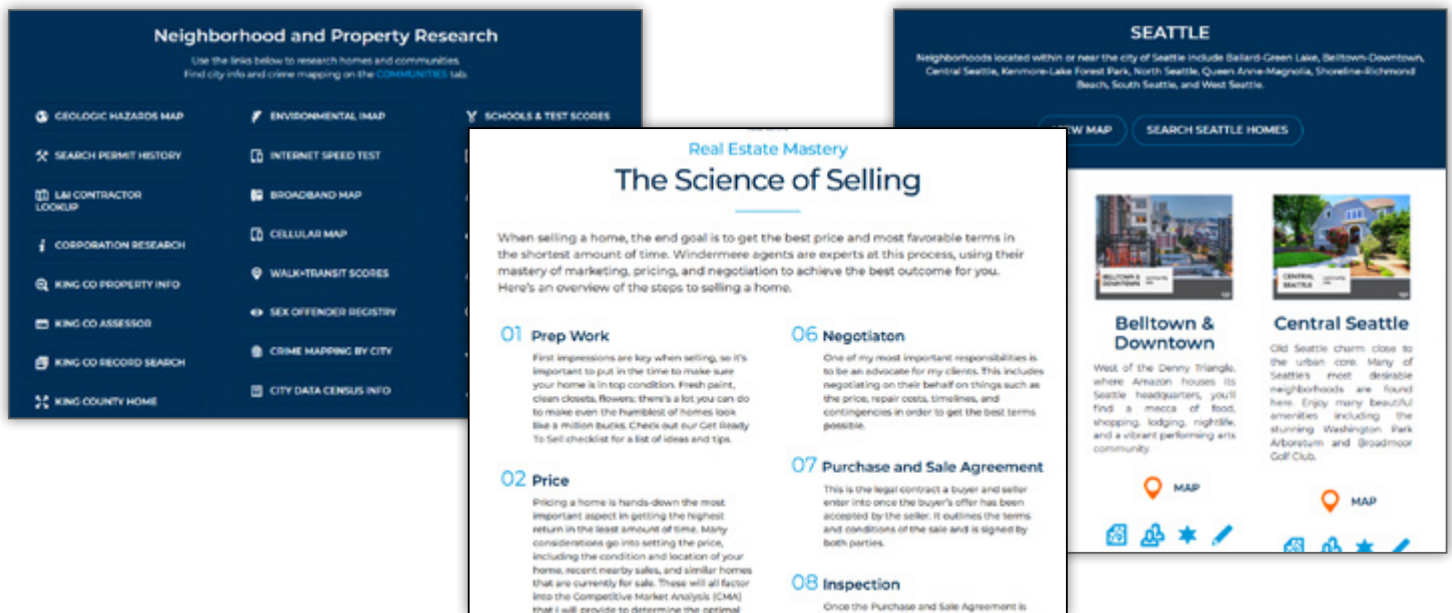 Neighborhood and Property Research
Use the links below to research homes and communities.
Find city info and crime mapping on the COMMUNITIES tab.
GEOLOGIC HAZARDS MAP
SEARCH PERMIT HISTORY
L&I CONTRACTOR
LOOKUP
CORPORATION RESEARCH
KING CO PROPERTY INFO
KING CO ASSESSOR
KING CO RECORD SEARCH
KING COUNTY HOME
ENVIRONMENTAL IMAP
INTERNET SPEED TEST
BROADBAND MAP
CELLULAR MAP
WALK+TRANSIT SCORES
SEX OFFENDER REGISTRY
CRIME MAPPING BY CITY
CITY DATA CENSUS INFO
SCHOOLS & TEST SCORES
Real Estate Mastery
The Science of Selling
When selling a home, the end goal is to get the best price and most favorable terms in
the shortest amount of time. Windermere agents are experts at this process, using their
mastery of marketing, pricing, and negotiation to achieve the best outcome for you.
Here's an overview of the steps to selling a home.
01 Prep Work
First impressions are key when selling, so it's
important to put in the time to make sure
your home is in top condition. Fresh paint,
clean closets, flowers: there's a lot you can do
to make even the humblest of homes look
like a million bucks. Check out our Get Ready
To Sell checklist for a list of ideas and tips.
02 Price
Pricing a home is hands-down the most
important aspect in getting the highest
return in the least amount of time. Many
considerations go into setting the price,
including the condition and location of your
home, recent nearby sales, and similar homes
that are currently for sale. These will all factor
into the Competitive Market Analysis (CMA)
that I will provide to determine the optimal
06 Negotiaton
One of my most important responsibilities is
to be an advocate for my clients. This includes
negotiating on their behalf on things such as
the price, repair costs, timelines, and
contingencies in order to get the best terms
possible.
07 Purchase and Sale Agreement
This is the legal contract a buyer and seller
enter into once the buyer's offer has been
accepted by the seller. It outlines the terms
and conditions of the sale and is signed by
both parties.
08 Inspection
Once the Purchase and Sale Agreement is
SEATTLE
Neighborhoods located within or near the city of Seattle include Ballard-Green Lake, Belltown-Downtown,
Central Seattle, Kenmore-Lake Forest Park, North Seattle, Queen Anne-Magnolia, Shoreline-Richmond
Beach, South Seattle, and West Seattle.
MAP
SEARCH SEATTLE HOMES
BELLTOWN &
DOWNTOWN
Belltown &
Downtown
West of the Denny Triangle,
where Amazon houses its
Seattle headquarters, you'll
find a mecca of food,
shopping, lodging, nightlife,
and a vibrant performing arts
community.
MAP
CENTRAL
SEATTLE
Central Seattle
Old Seattle charm close to
the urban core. Many of
Seattle's most desirable
neighborhoods are found
here. Enjoy many beautiful
amenities including the
stunning Washington Park
Arboretum and Broadmoor
Golf Club.
MAP